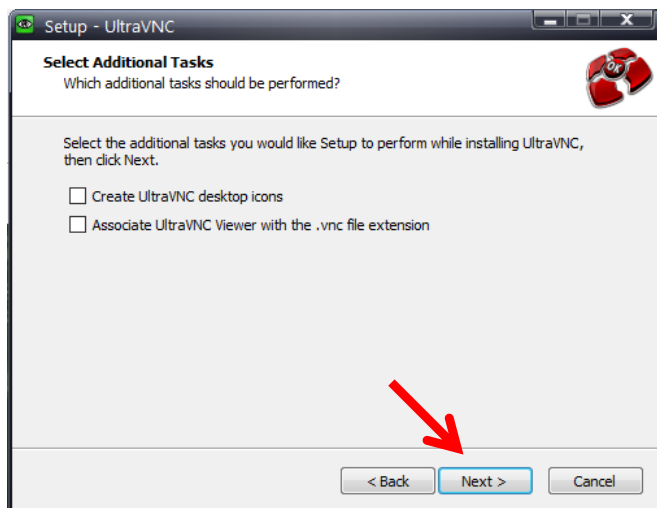 Setup - UltraVNC
Select Additional Tasks
Which additional tasks should be performed?
OK
Select the additional tasks you would like Setup to perform while installing UltraVNC,
then click Next.
Create UltraVNC desktop icons
Associate UltraVNC Viewer with the .vnc file extension
< Back Next > Cancel